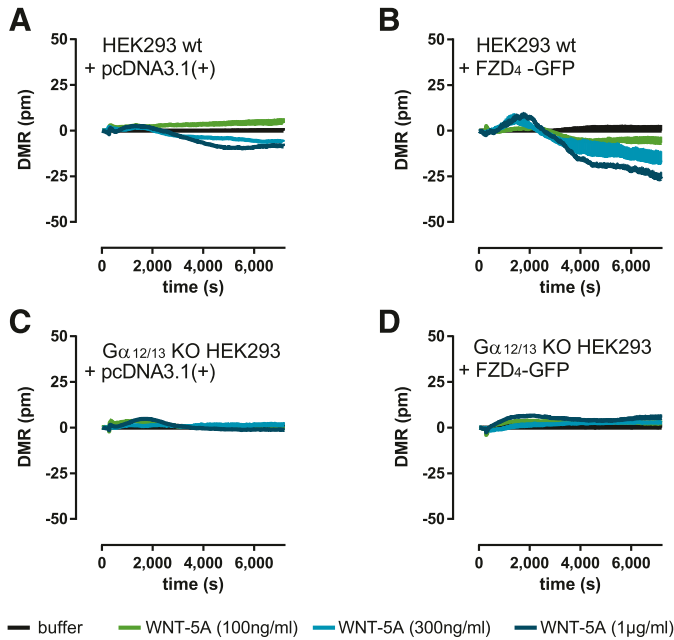 A
50
25
0
-25
-50
DMR (pm)
HEK293 wt
+ pcDNA3.1(+)
0 2,000 4,000 6,000
time (s)
B
50
25
0
-25
-50
DMR (pm)
HEK293 wt
+ FZD₄ -GFP
0 2,000 4,000 6,000
time (s)
C
50
25
0
-25
-50
DMR (pm)
Gα₁₂/₁₃ KO HEK293
+ pcDNA3.1(+)
0 2,000 4,000 6,000
time (s)
D
50
25
0
-25
-50
DMR (pm)
Gα₁₂/₁₃ KO HEK293
+ FZD₄-GFP
0 2,000 4,000 6,000
time (s)
buffer WNT-5A (100ng/ml) WNT-5A (300ng/ml) WNT-5A (1µg/ml)